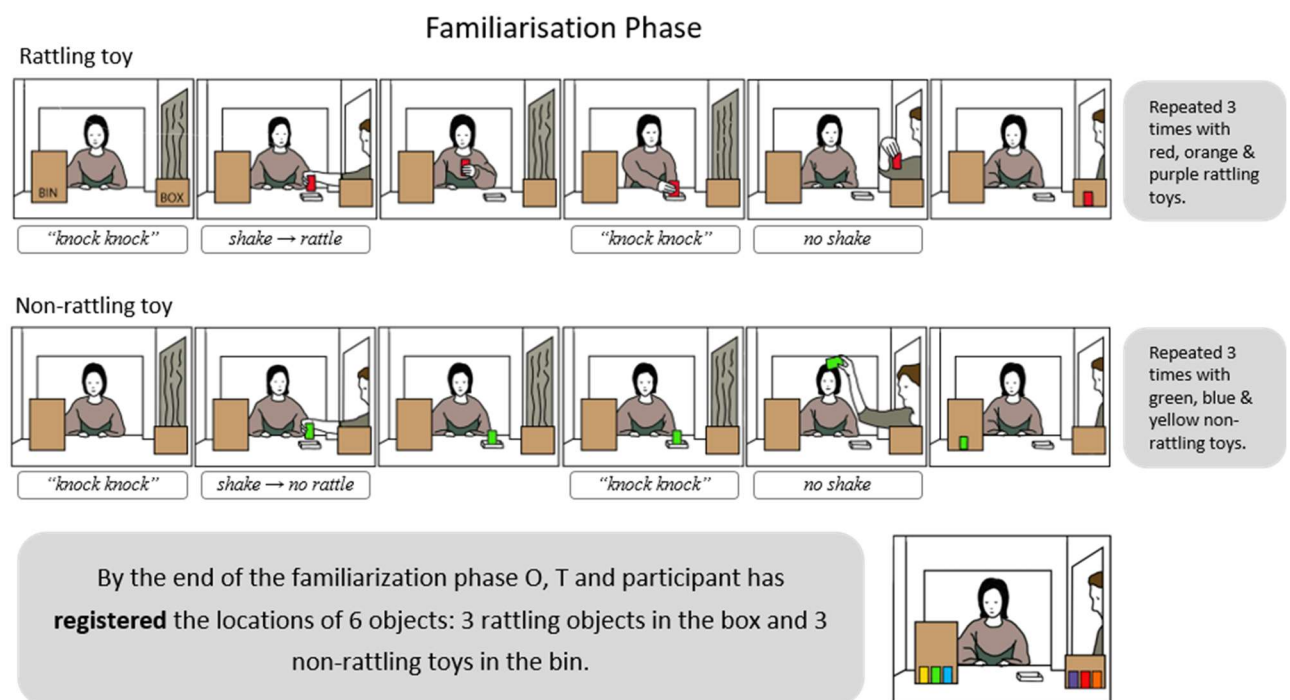 Familiarisation Phase
Rattling toy
BIN
BOX
"knock knock"
shake → rattle
"knock knock"
no shake
Repeated 3
times with
red, orange &
purple rattling
toys.
Non-rattling toy
"knock knock"
shake → no rattle
"knock knock"
no shake
Repeated 3
times with
green, blue &
yellow non-
rattling toys.
By the end of the familiarization phase O, T and participant has
registered the locations of 6 objects: 3 rattling objects in the box and 3
non-rattling toys in the bin.